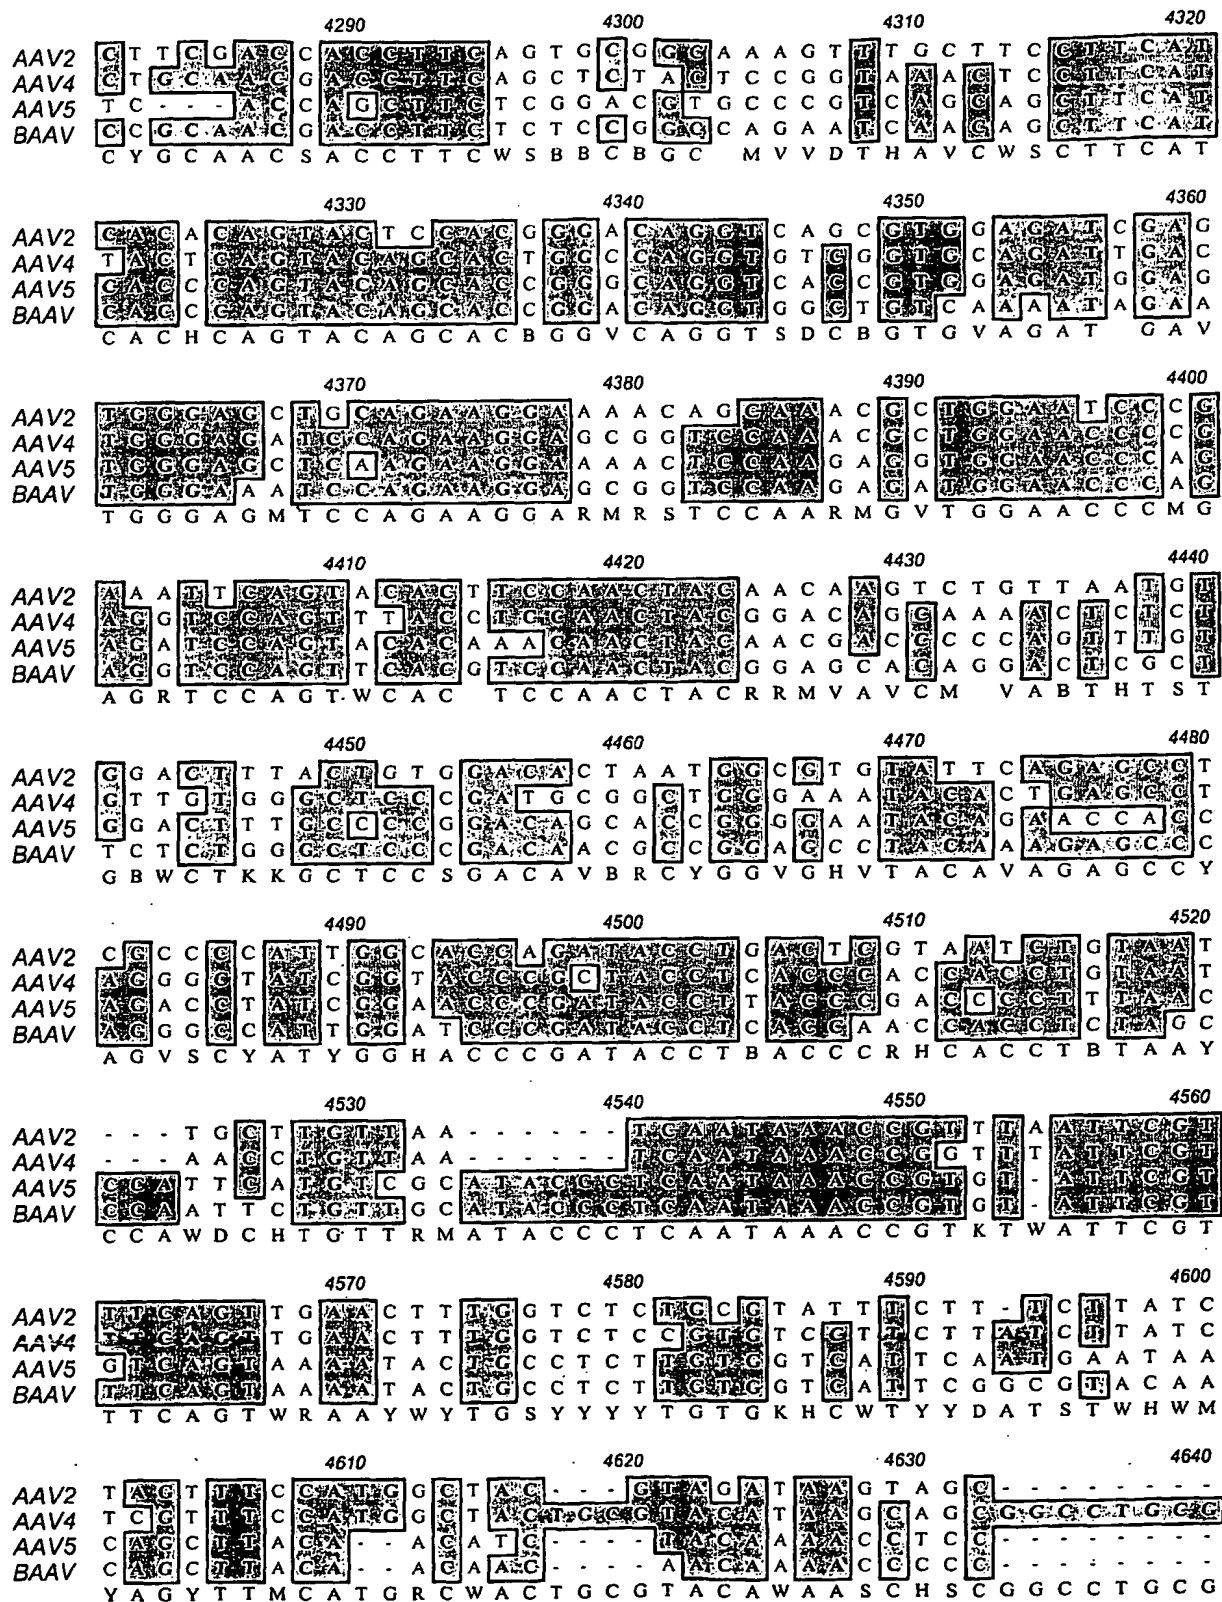 4290 4300 4310 4320
AAV2 C T T C G A C C A C C T T C A G T G C G G C A A A G T T T G C T T C C T T C A T
AAV4 C T G C A A C G A C C T T C A G C T C T A C T C C G G T A A A C T C C T T C A T
AAV5 T C - - - A C C A G C T T C T C G G A C G T G C C C G T C A G C A G C T T C A T
BAAV C C G C A A C G A C C T T C T C T C C G G C C A G A A T C A A C A G C T T C A T
C Y G C A A C S A C C T T C W S B B C B G C M V V D T H A V C W S C T T C A T
4330 4340 4350 4360
AAV2 C A C A C A G T A C T C C A C G G G A C A G G T C A G C G T G G A G A T C G A G
AAV4 T A C T C A G T A C A G C A C T G G C C A G G T G T C G G T G C A G A T T G A C
AAV5 C A C C C A G T A C A G C A C C G G G C A G G T C A C C G T G G A G A T G G A G
BAAV C A C C C A G T A C A G C A C C G G A C A G G T G G C T G T C A A A A T A G A A
C A C H C A G T A C A G C A C B G G V C A G G T S D C B G T G V A G A T G A V
4370 4380 4390 4400
AAV2 T G G G A G C T G C A G A A G G A A A A C A G C A A A C G C T G G A A T C C C G
AAV4 T G G G A G A T C C A G A A G G A G C G G T C C A A A C G C T G G A A C C C C G
AAV5 T G G G A G C T C A A G A A G G A A A A C T C C A A G A G G T G G A A C C C A G
BAAV T G G G A A A T C C A G A A G G A G C G G T C C A A G A G A T G G A A C C C A G
T G G G A G M T C C A G A A G G A R M R S T C C A A R M G V T G G A A C C C M G
4410 4420 4430 4440
AAV2 A A A T T C A G T A C A C T T C C A A C T A C A A C A A G T C T G T T A A T G T
AAV4 A G G T C C A G T T T A C C T C C A A C T A C G G A C A G G A A A A C T C T C T
AAV5 A G A T C C A G T A C A C A A A C A A C T A C A A C G A C C C C C A G T T T G T
BAAV A G G T C C A G T T C A C G T C C A A C T A C G G A G C A C A G G A C T C G C T
A G R T C C A G T W C A C T C C A A C T A C R R M V A V C M V A B T H T S T
4450 4460 4470 4480
AAV2 G G A C T T T A C T G T G G A C A C T A A T G G C G T G T A T T C A G A G C C T
AAV4 G T T G T G G G C T C C C G A T G C G G C T G G G A A A T A C A C T G A G C C T
AAV5 G G A C T T T G C C C C G G A C A G C A C C G G G G A A T A C A G A A C C A C C
BAAV T C T C T G G G C T C C C G A C A A C G C C G G A G C C T A C A A A G A G C C C
G B W C T K K G C T C C S G A C A V B R C Y G G V G H V T A C A V A G A G C C Y
4490 4500 4510 4520
AAV2 C G C C C C A T T G G C A C C A G A T A C C T G A C T C G T A A T C T G T A A T
AAV4 A G G G C T A T C G G T A C C C G C T A C C T C A C C C A C C A C C T G T A A T
AAV5 A G A C C T A T C G G A A C C C G A T A C C T T A C C C G A C C C C T T T A A C
BAAV A G G G C C A T T G G A T C C C G A T A C C T C A C C A A C C A C C T C T A G C
A G V S C Y A T Y G G H A C C C G A T A C C T B A C C C R H C A C C T B T A A Y
4530 4540 4550 4560
AAV2 - - - T G C T T G T T A A - - - - - - T C A A T A A A C C G T T T A A T T C G T
AAV4 - - - A A C C T G T T A A - - - - - - T C A A T A A A C C G G T T T A T T C G T
AAV5 C C A T T C A T G T C G C A T A C C C T C A A T A A A C C G T G T - A T T C G T
BAAV C C A A T T C T G T T G C A T A C C C T C A A T A A A C C G T G T - A T T C G T
C C A W D C H T G T T R M A T A C C C T C A A T A A A C C G T K T W A T T C G T
4570 4580 4590 4600
AAV2 T T C A G T T G A A C T T T G G T C T C T G C G T A T T T C T T - T C T T A T C
AAV4 T T C A G T T G A A C T T T G G T C T C C G T G T C G T T C T T A T C T T A T C
AAV5 G T C A G T A A A A T A C T G C C T C T T G T G G T C A T T C A A T G A A T A A
BAAV T T C A G T A A A A T A C T G C C T C T T G T G G T C A T T C G G C G T A C A A
T T C A G T W R A A Y W Y T G S Y Y Y Y T G T G K H C W T Y Y D A T S T W H W M
4610 4620 4630 4640
AAV2 T A G T T T C C A T G G C T A C - - - G T A G A T A A G T A G C - - - - - - - -
AAV4 T C G T T T C C A T G G C T A C T G C G T A C A T A A G C A G C G G C C T G C G
AAV5 C A G C T T A C A - - A C A T C - - - - T A C A A A A C C T C C - - - - - - - -
BAAV C A G C T T A C A - - A C A A C - - - - A A C A A A A C C C C C - - - - - - - -
Y A G Y T T M C A T G R C W A C T G C G T A C A W A A S C H S C G G C C T G C G